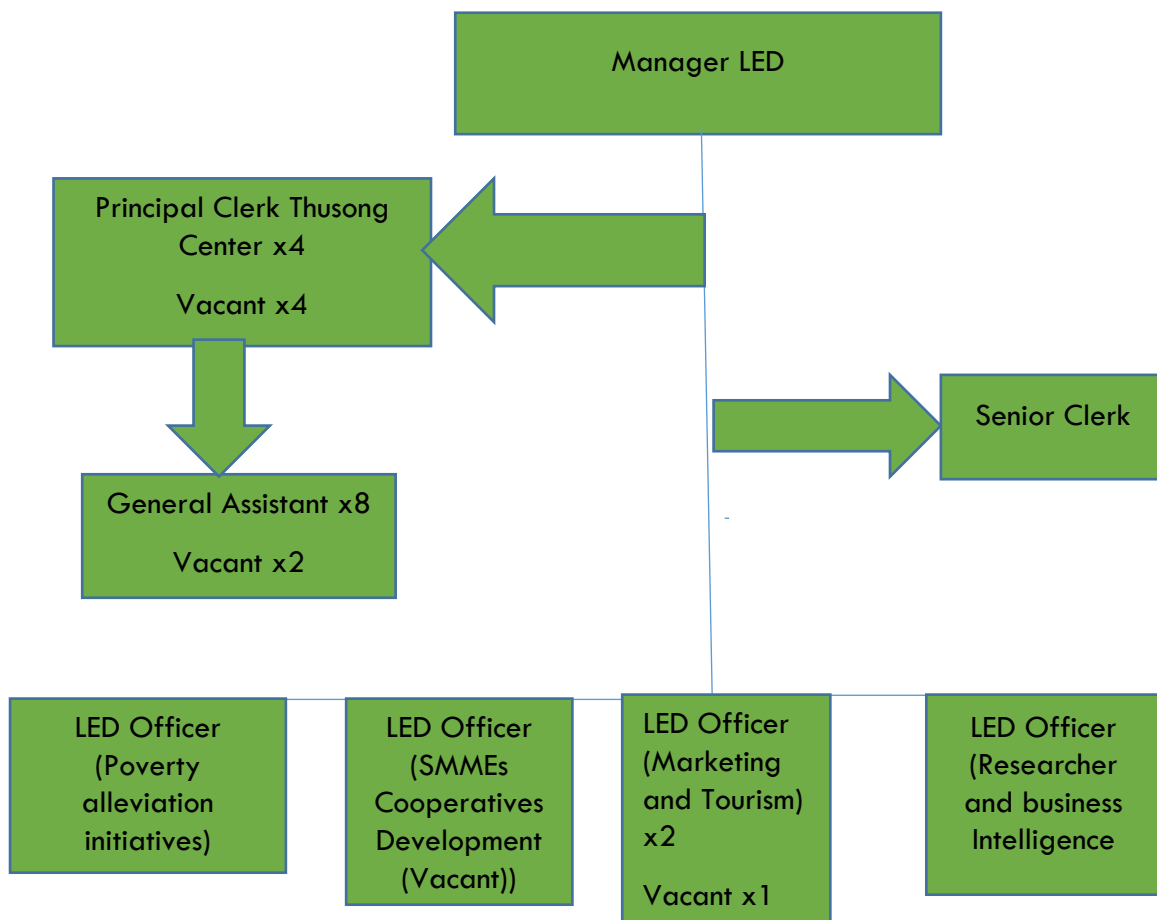 Manager LED
Principal Clerk Thusong
Center x4
Vacant x4
Senior Clerk
General Assistant x8
Vacant x2
-
LED Officer
(Poverty
alleviation
initiatives)
LED Officer
(SMMEs
Cooperatives
Development
(Vacant))
LED Officer
(Marketing
and Tourism)
x2
Vacant x1
LED Officer
(Researcher
and business
Intelligence